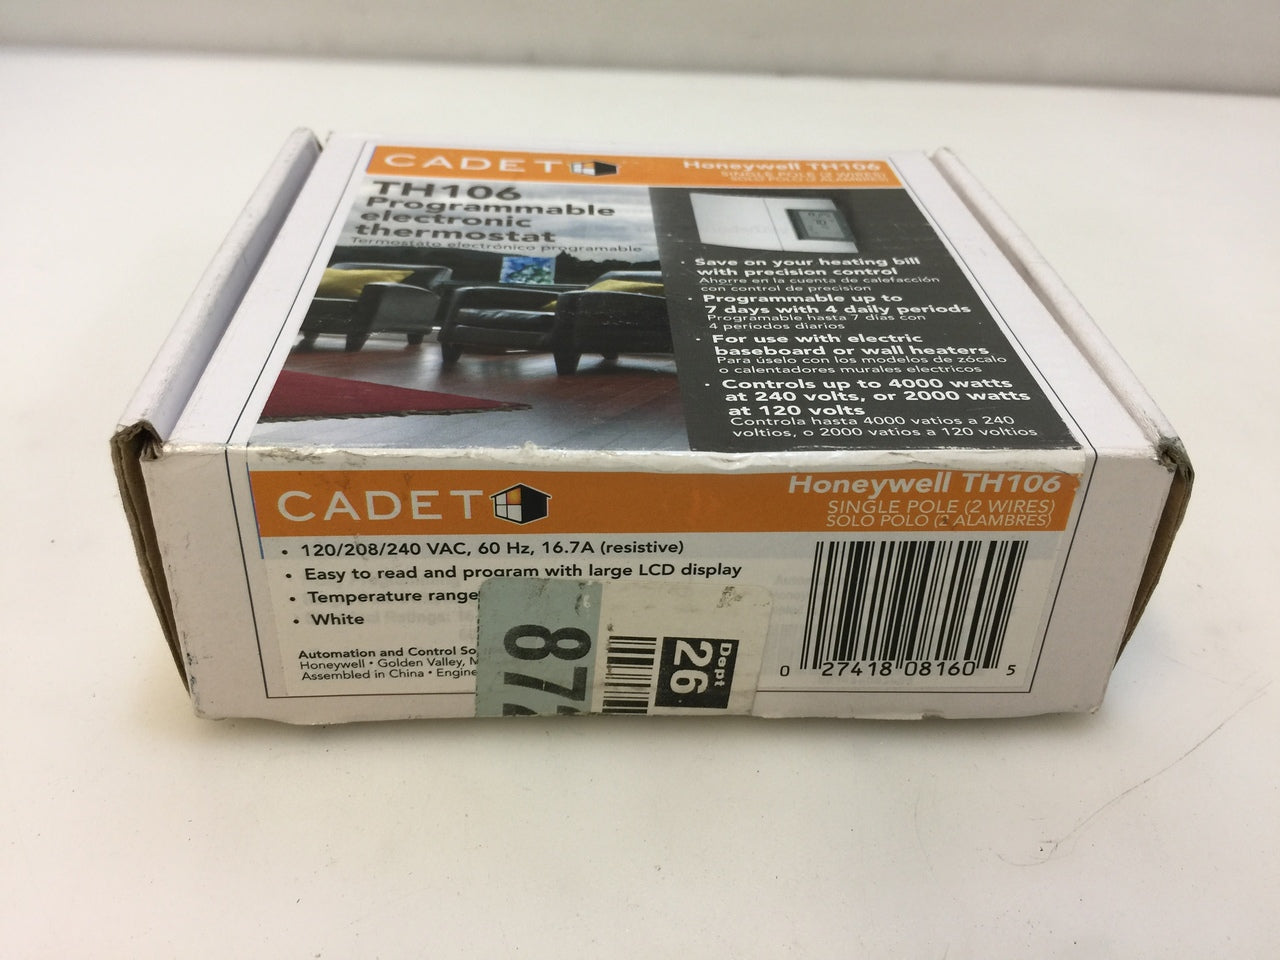 CADET
Honeywell TH106
SINGLE POLE (2 WIRES)
SOLO POLO (2 ALAMBRES)
TH106
Programmable
electronic
thermostat
Termostato electrónico programable
• Save on your heating bill
with precision control
Ahorre en la cuenta de calefacción
con control de precision
• Programmable up to
7 days with 4 daily periods
Programable hasta 7 dias con
4 periodos diarios
• For use with electric
baseboard or wall heaters
Para úselo con los modelos de zócalo
o calentadores murales electricos
• Controls up to 4000 watts
at 240 volts, or 2000 watts
at 120 volts
Controla hasta 4000 vatios a 240
voltios, o 2000 vatios a 120 voltios
CADET
Honeywell TH106
SINGLE POLE (2 WIRES)
SOLO POLO (2 ALAMBRES)
• 120/208/240 VAC, 60 Hz, 16.7A (resistive)
• Easy to read and program with large LCD display
• Temperature range
• White
Automation and Control
Honeywell • Golden Valley,
Assembled in China •
872
Dept
26
0 27418 08160 5